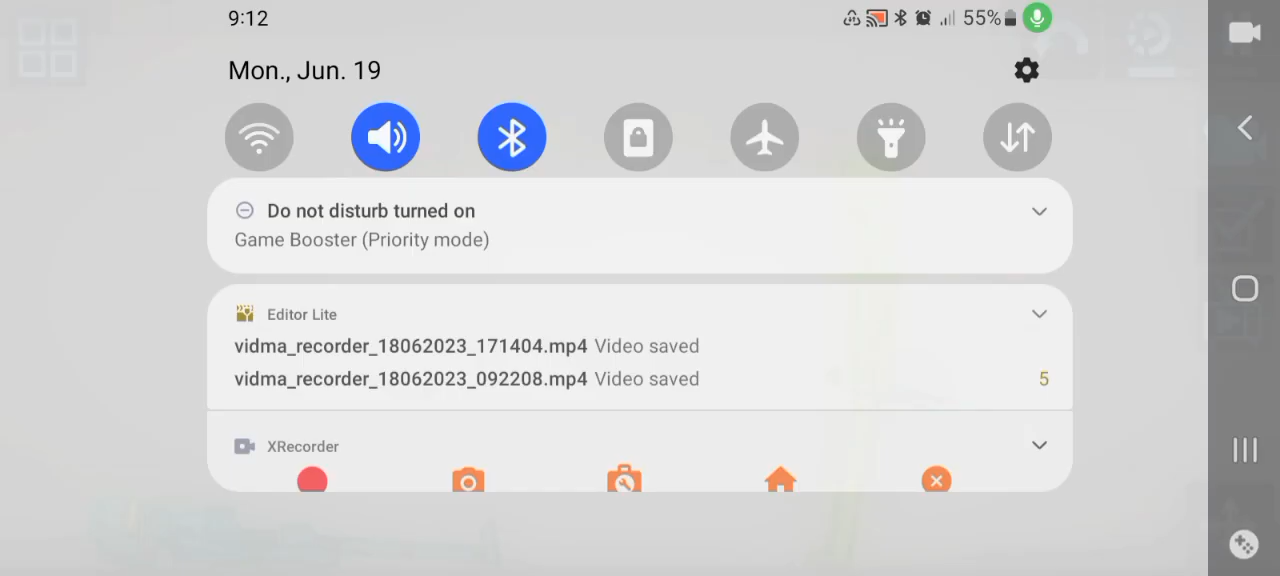 9:12
55%
Mon., Jun. 19
Do not disturb turned on
Game Booster (Priority mode)
Editor Lite
vidma_recorder_18062023_171404.mp4 Video saved
vidma_recorder_18062023_092208.mp4 Video saved
5
XRecorder